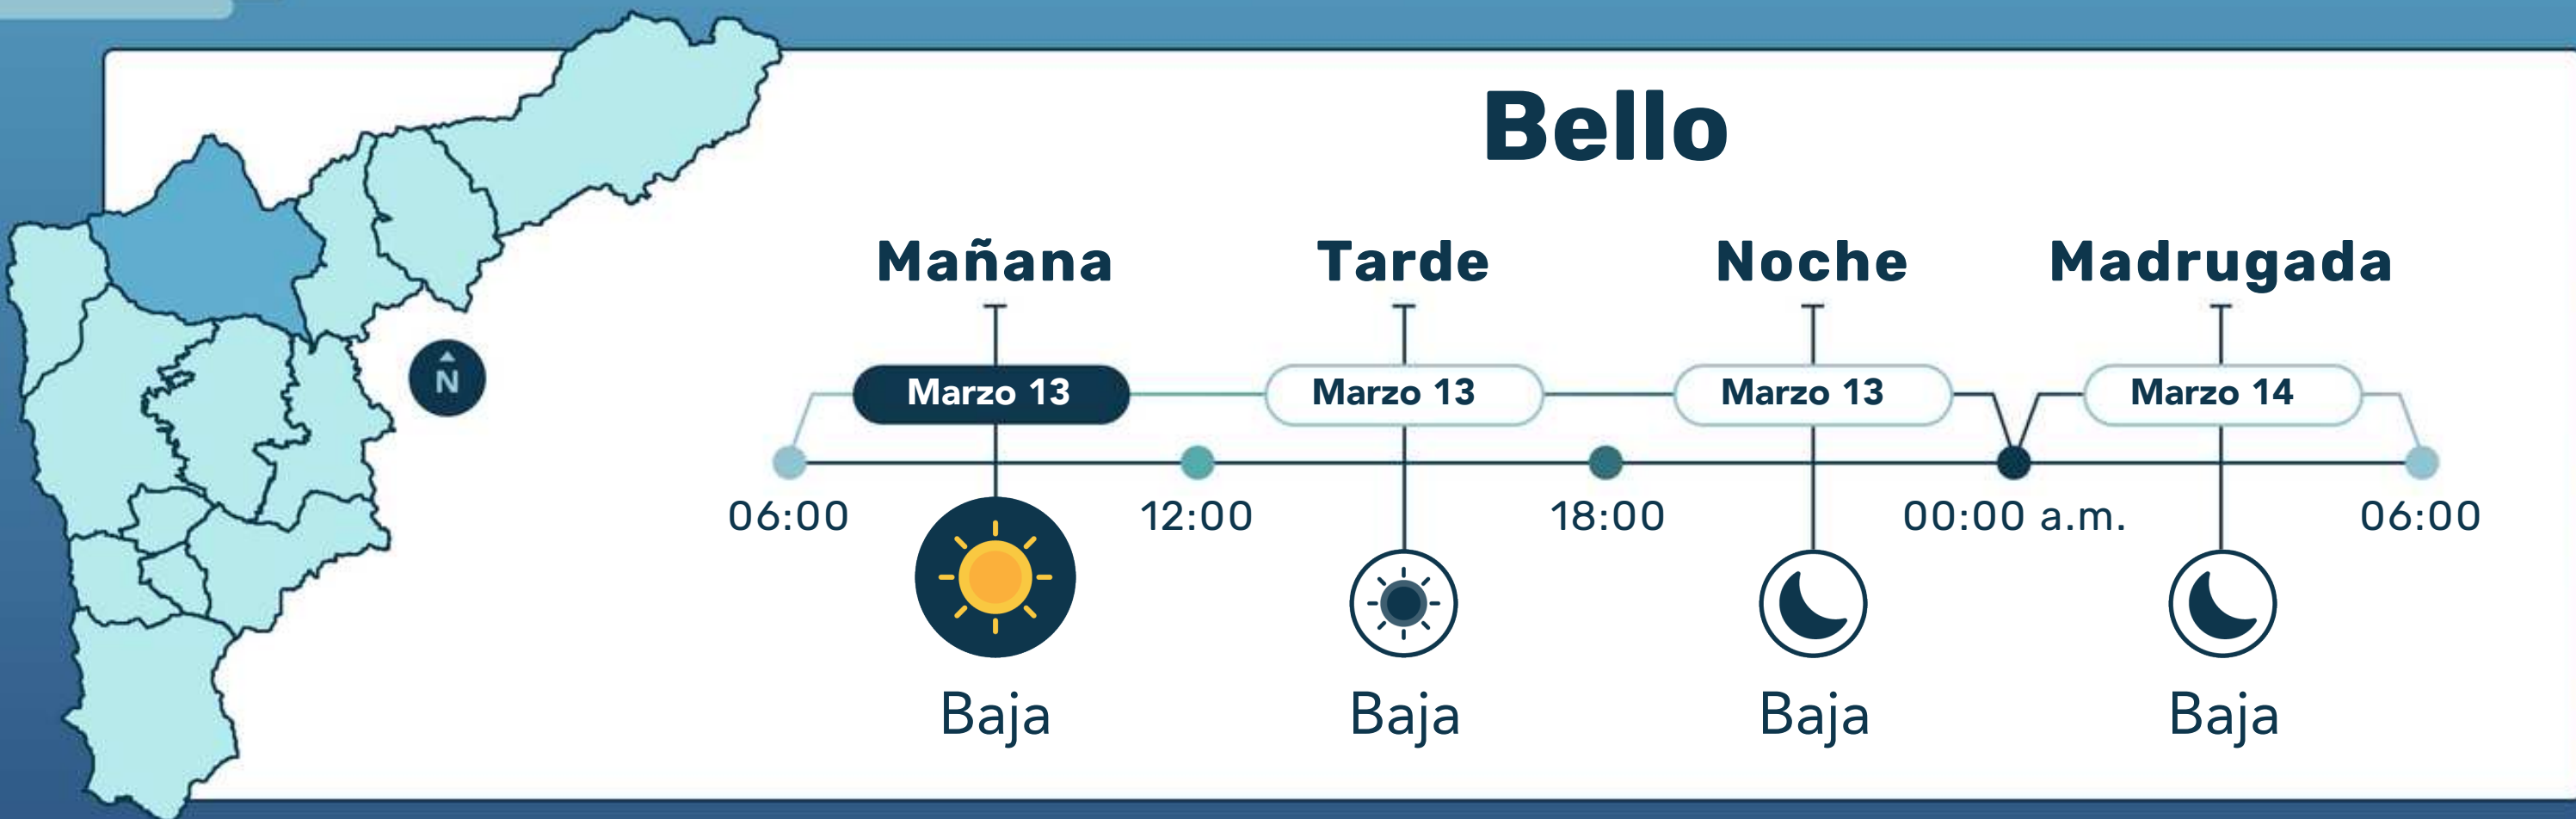 Bello
Mañana Tarde Noche Madrugada
Marzo 13 Marzo 13 Marzo 13 Marzo 14
N
06:00 12:00 18:00 00:00 a.m. 06:00
Baja Baja Baja Baja